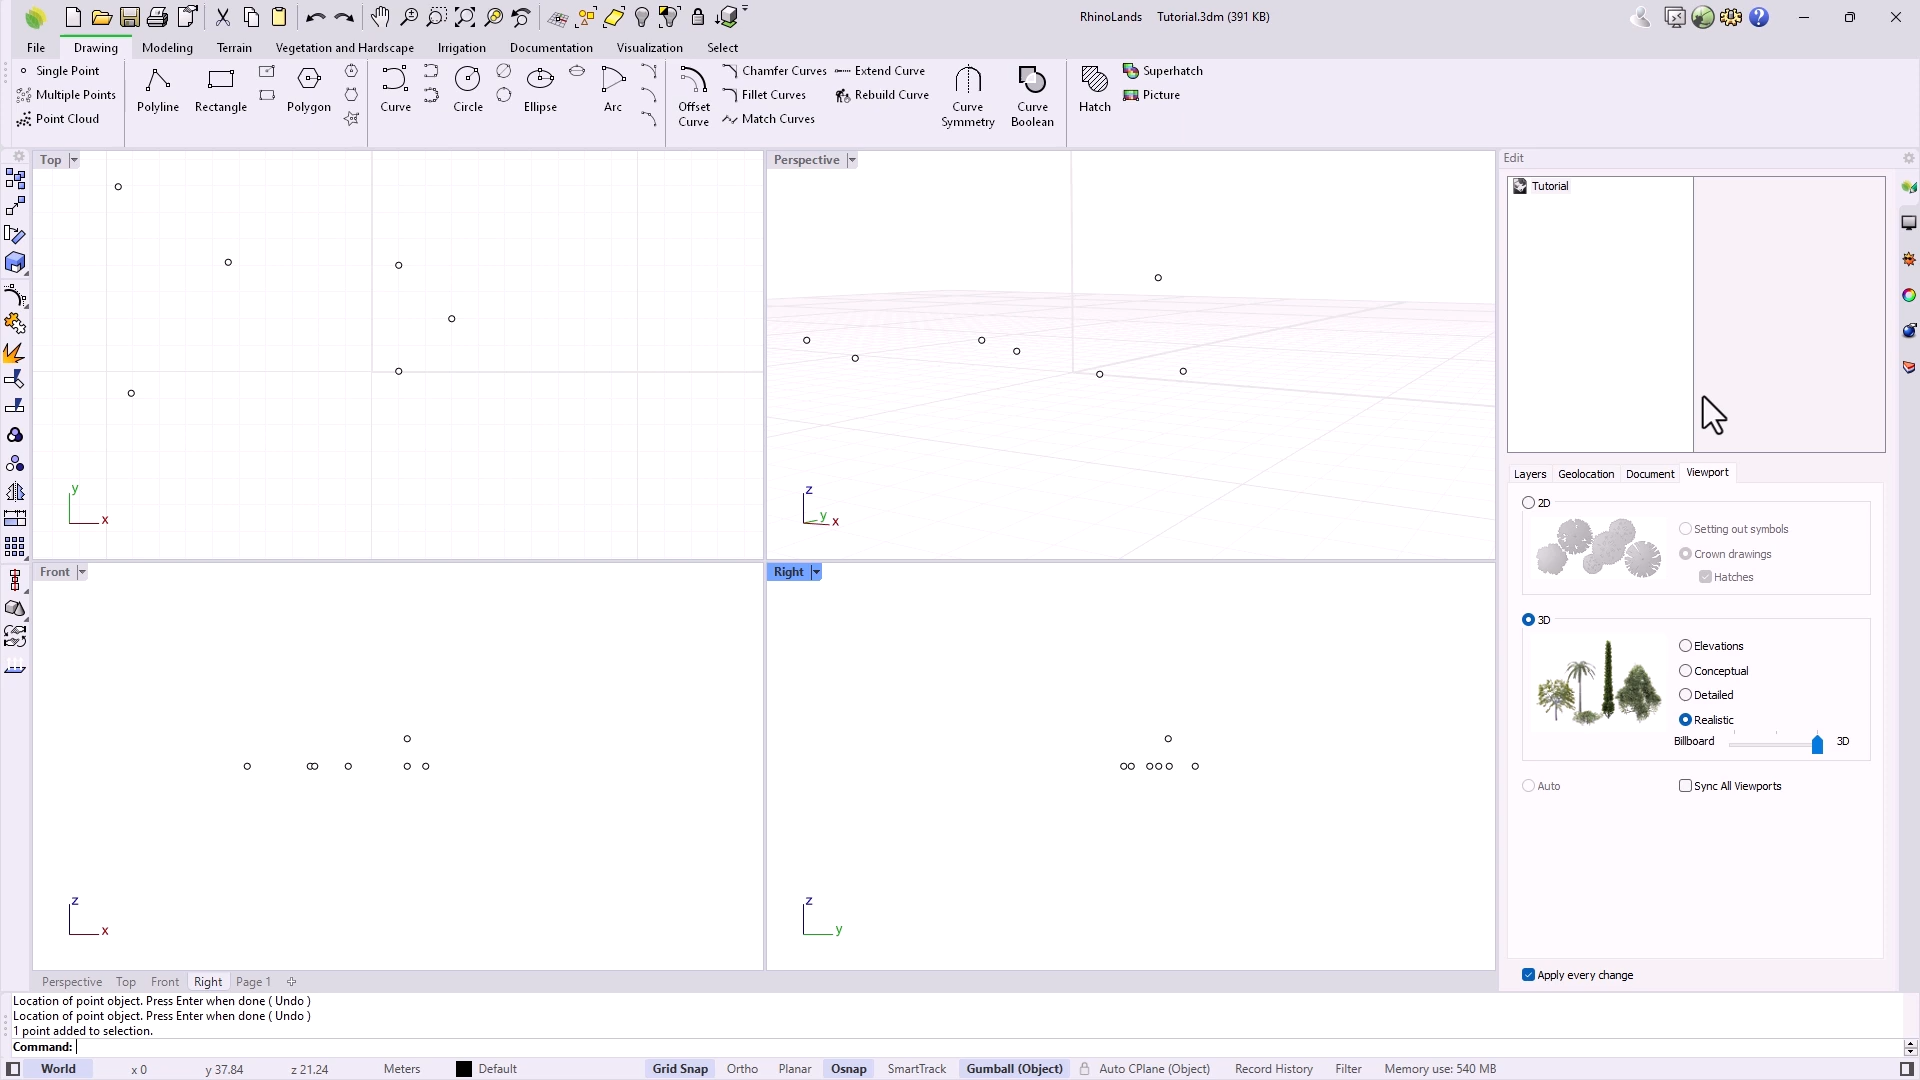 RhinoLands Tutorial.3dm (391 KB)
File Drawing Modeling Terrain Vegetation and Hardscape Irrigation Documentation Visualization Select
Single Point
Multiple Points
Point Cloud
Polyline
Rectangle
Polygon
Curve
Circle
Ellipse
Arc
Offset
Curve
Chamfer Curves
Fillet Curves
Match Curves
Extend Curve
Rebuild Curve
Curve
Symmetry
Curve
Boolean
Hatch
Superhatch
Picture
Top
Perspective
Edit
Tutorial
y
x
z
y
x
Layers Geolocation Document Viewport
2D
Setting out symbols
Crown drawings
Hatches
3D
Elevations
Conceptual
Detailed
Realistic
Billboard 3D
Auto
Sync All Viewports
Apply every change
Front
Right
z
x
z
y
Perspective Top Front Right Page 1
Location of point object. Press Enter when done ( Undo )
Location of point object. Press Enter when done ( Undo )
1 point added to selection.
Command:
World x 0 y 37.84 z 21.24 Meters Default Grid Snap Ortho Planar Osnap SmartTrack Gumball (Object) Auto CPlane (Object) Record History Filter Memory use: 540 MB